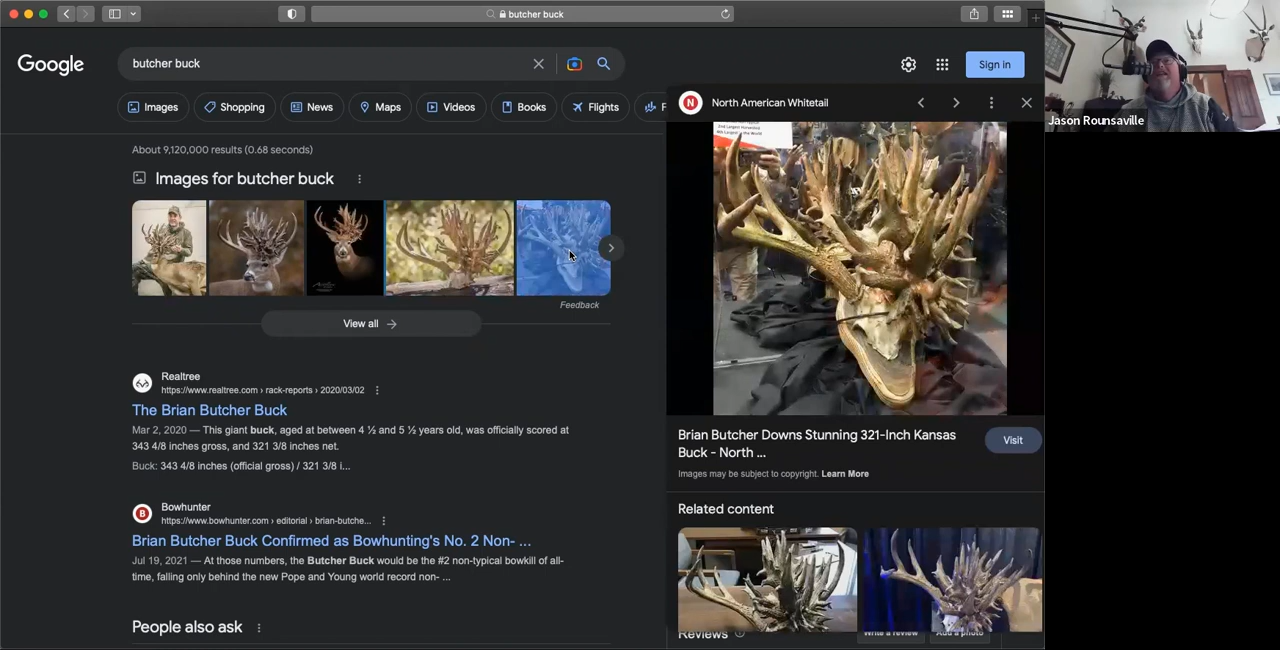 butcher buck
Google
butcher buck
Sign in
Images
Shopping
News
Maps
Videos
Books
Flights
F
About 9,120,000 results (0.68 seconds)
Images for butcher buck
Feedback
View all
Realtree
https://www.realtree.com › rack-reports › 2020/03/02
The Brian Butcher Buck
Mar 2, 2020 — This giant buck, aged at between 4 ½ and 5 ½ years old, was officially scored at
343 4/8 inches gross, and 321 3/8 inches net.
Buck: 343 4/8 inches (official gross) / 321 3/8 i...
Bowhunter
https://www.bowhunter.com › editorial › brian-butche...
Brian Butcher Buck Confirmed as Bowhunting's No. 2 Non- ...
Jul 19, 2021 — At those numbers, the Butcher Buck would be the #2 non-typical bowkill of all-
time, falling only behind the new Pope and Young world record non- ...
People also ask
N
North American Whitetail
2nd Largest Harvested
Brian Butcher Downs Stunning 321-Inch Kansas
Buck - North ...
Visit
Images may be subject to copyright. Learn More
Related content
Reviews
Write a review
Add a photo
Jason Rounsaville